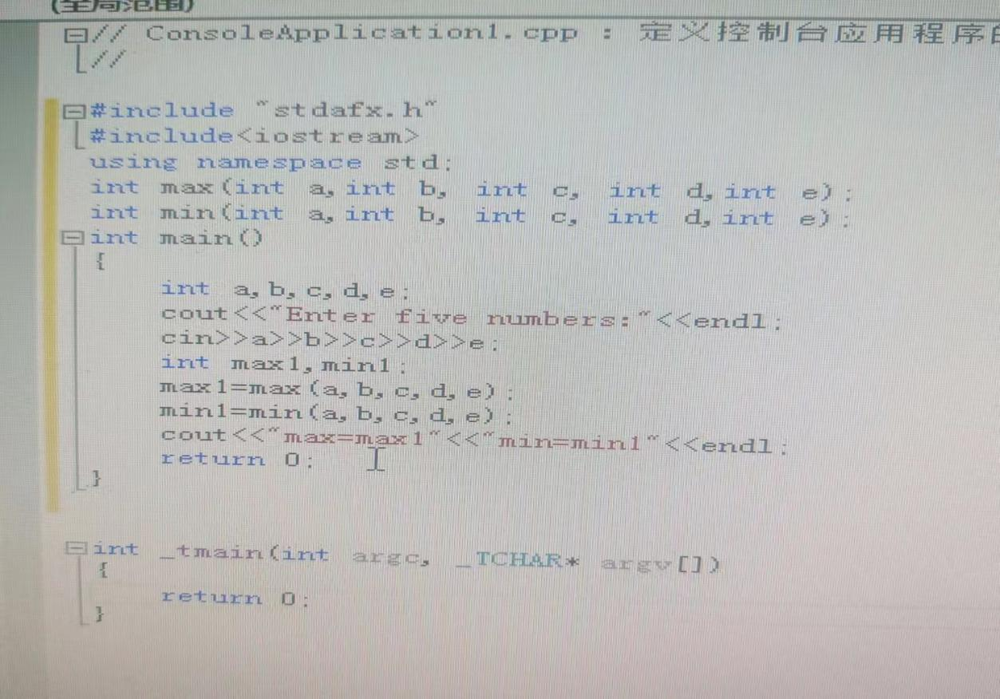 (全局范围)
// ConsoleApplication1.cpp : 定义控制台应用程序的
//
#include "stdafx.h"
#include<iostream>
using namespace std;
int max(int a,int b, int c, int d,int e);
int min(int a,int b, int c, int d,int e);
int main()
{
int a,b,c,d,e;
cout<<"Enter five numbers:"<<endl;
cin>>a>>b>>c>>d>>e;
int max1,min1;
max1=max(a,b,c,d,e);
min1=min(a,b,c,d,e);
cout<<"max=max1"<<"min=min1"<<endl;
return 0;
}
int _tmain(int argc, _TCHAR* argv[])
{
return 0;
}